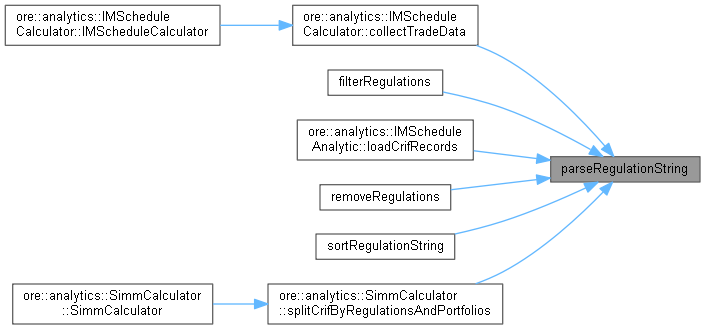 ore::analytics::IMSchedule
Calculator::IMScheduleCalculator
ore::analytics::IMSchedule
Calculator::collectTradeData
filterRegulations
ore::analytics::IMSchedule
Analytic::loadCrifRecords
parseRegulationString
removeRegulations
sortRegulationString
ore::analytics::SimmCalculator
::SimmCalculator
ore::analytics::SimmCalculator
::splitCrifByRegulationsAndPortfolios